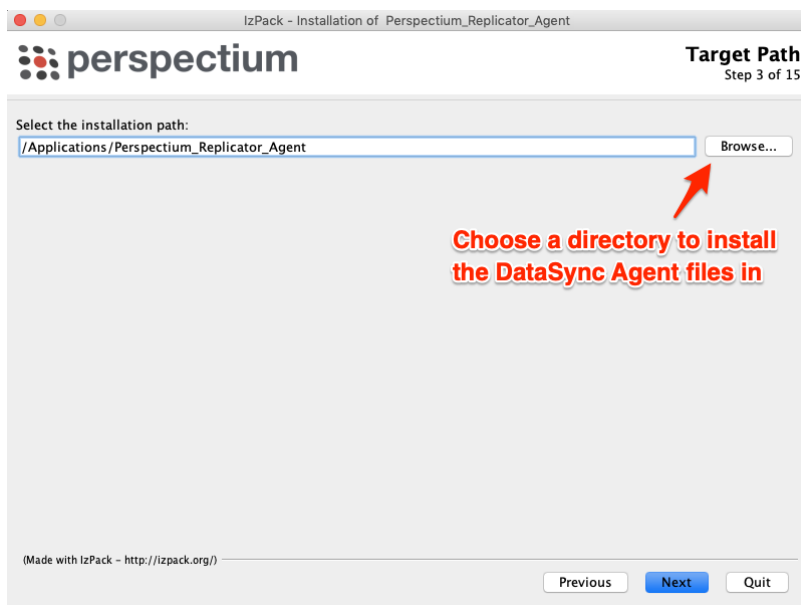 IzPack - Installation of Perspectium_Replicator_Agent
perspectium
Target Path
Step 3 of 15
Select the installation path:
/Applications/Perspectium_Replicator_Agent
Browse...
Choose a directory to install
the DataSync Agent files in
(Made with IzPack - http://izpack.org/)
Previous
Next
Quit